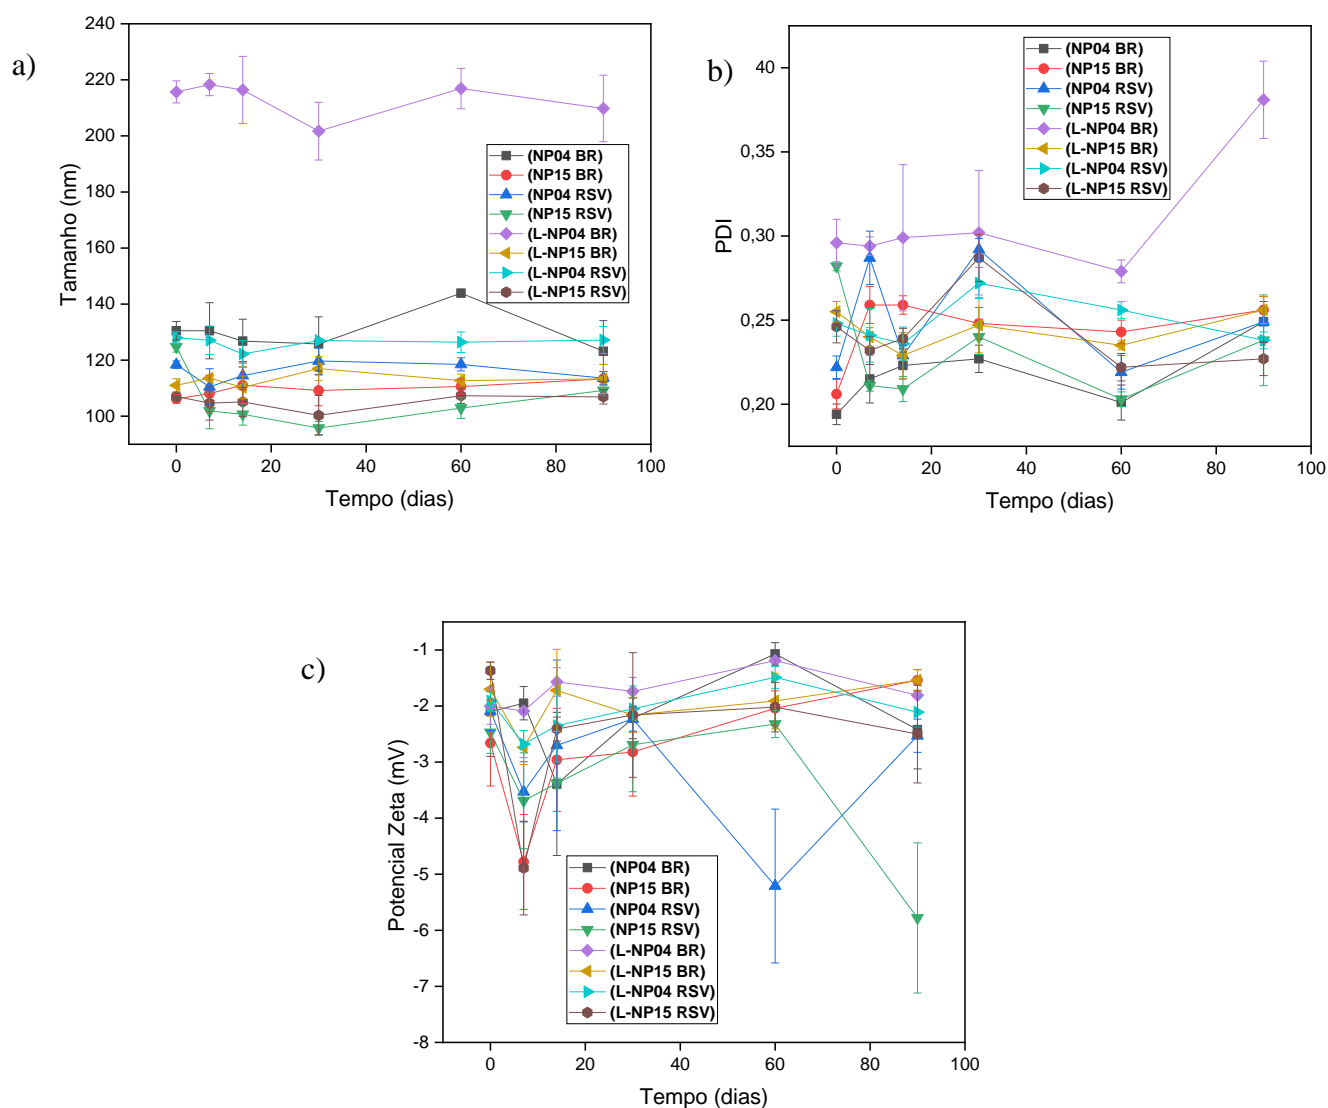 a)
240
220
200
180
160
140
120
100
Tamanho (nm)
(NP04 BR)
(NP15 BR)
(NP04 RSV)
(NP15 RSV)
(L-NP04 BR)
(L-NP15 BR)
(L-NP04 RSV)
(L-NP15 RSV)
0 20 40 60 80 100
Tempo (dias)
b)
40
0,35
0,30
0,25
0,20
PDI
(NP04 BR)
(NP15 BR)
(NP04 RSV)
(NP15 RSV)
(L-NP04 BR)
(L-NP15 BR)
(L-NP04 RSV)
(L-NP15 RSV)
0 20 40 60 80 100
Tempo (dias)
c)
-1
-2
-3
-4
-5
-6
-7
-8
Potencial Zeta (mV)
(NP04 BR)
(NP15 BR)
(NP04 RSV)
(NP15 RSV)
(L-NP04 BR)
(L-NP15 BR)
(L-NP04 RSV)
(L-NP15 RSV)
0 20 40 60 80 100
Tempo (dias)